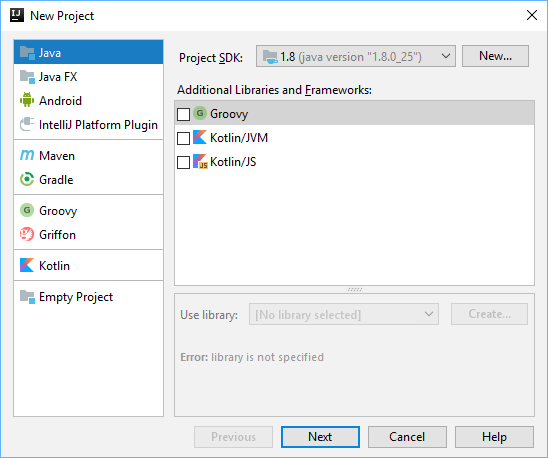 New Project
Java
Java FX
Android
IntelliJ Platform Plugin
Maven
Gradle
Groovy
Griffon
Kotlin
Empty Project
Project SDK: 1.8 (java version "1.8.0_25") New...
Additional Libraries and Frameworks:
Groovy
Kotlin/JVM
Kotlin/JS
Use library: [No library selected] Create...
Error: library is not specified
Previous Next Cancel Help